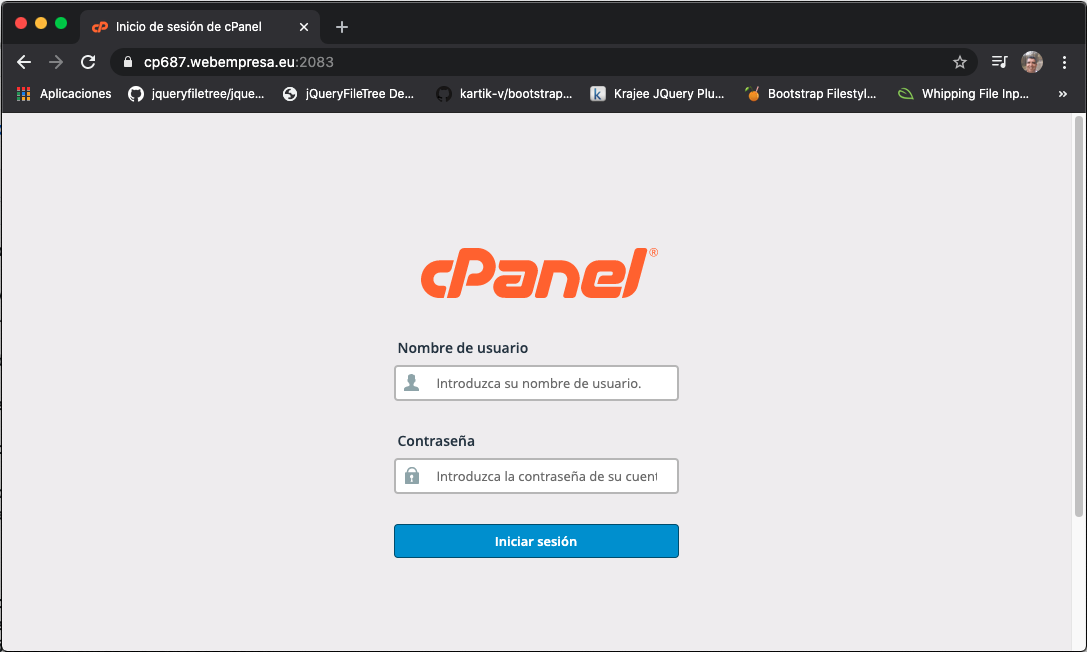 Inicio de sesión de cPanel
cp687.webempresa.eu:2083
Aplicaciones
jqueryfiletree/jque...
jQueryFileTree De...
kartik-v/bootstrap...
Krajee JQuery Plu...
Bootstrap Filestyl...
Whipping File Inp...
cPanel®
Nombre de usuario
Introduzca su nombre de usuario.
Contraseña
Introduzca la contraseña de su cuent
Iniciar sesión